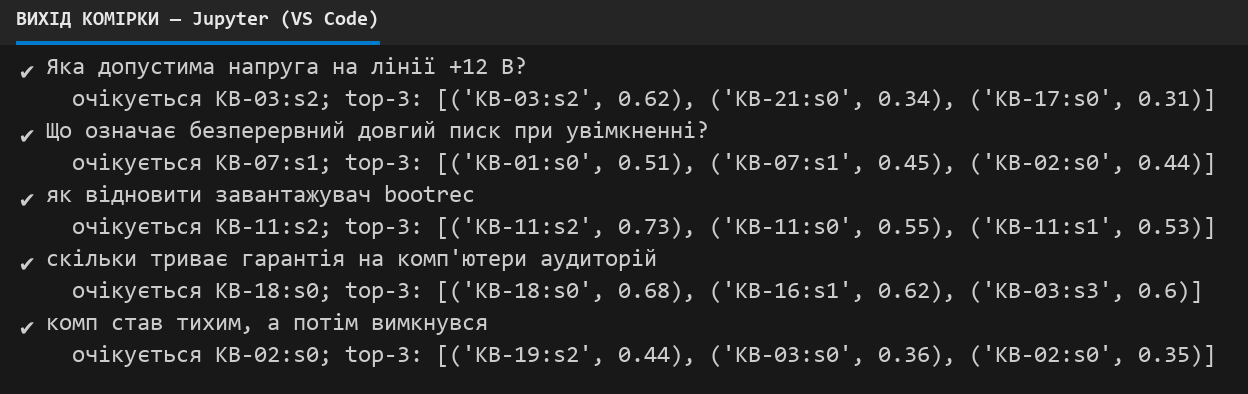 ВИХІД КОМІРКИ — Jupyter (VS Code)
✔ Яка допустима напруга на лінії +12 В?
очікується KB-03:s2; top-3: [('KB-03:s2', 0.62), ('KB-21:s0', 0.34), ('KB-17:s0', 0.31)]
✔ Що означає безперервний довгий писк при увімкненні?
очікується KB-07:s1; top-3: [('KB-01:s0', 0.51), ('KB-07:s1', 0.45), ('KB-02:s0', 0.44)]
✔ як відновити завантажувач bootrec
очікується KB-11:s2; top-3: [('KB-11:s2', 0.73), ('KB-11:s0', 0.55), ('KB-11:s1', 0.53)]
✔ скільки триває гарантія на комп'ютери аудиторій
очікується KB-18:s0; top-3: [('KB-18:s0', 0.68), ('KB-16:s1', 0.62), ('KB-03:s3', 0.6)]
✔ комп став тихим, а потім вимкнувся
очікується KB-02:s0; top-3: [('KB-19:s2', 0.44), ('KB-03:s0', 0.36), ('KB-02:s0', 0.35)]